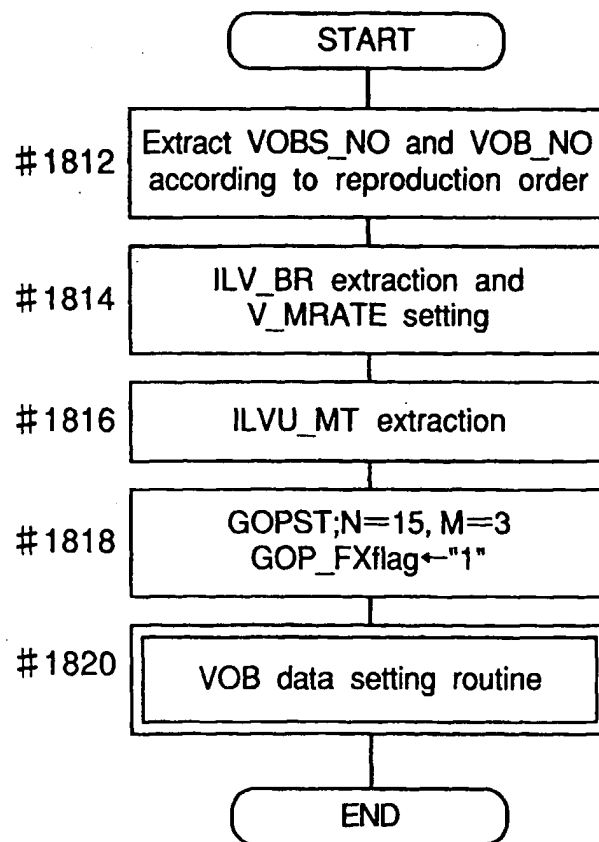 START
#1812
Extract VOBS_NO and VOB_NO
according to reproduction order
#1814
ILV_BR extraction and
V_MRATE setting
#1816
ILVU_MT extraction
#1818
GOPST;N=15, M=3
GOP_FXflag←"1"
#1820
VOB data setting routine
END